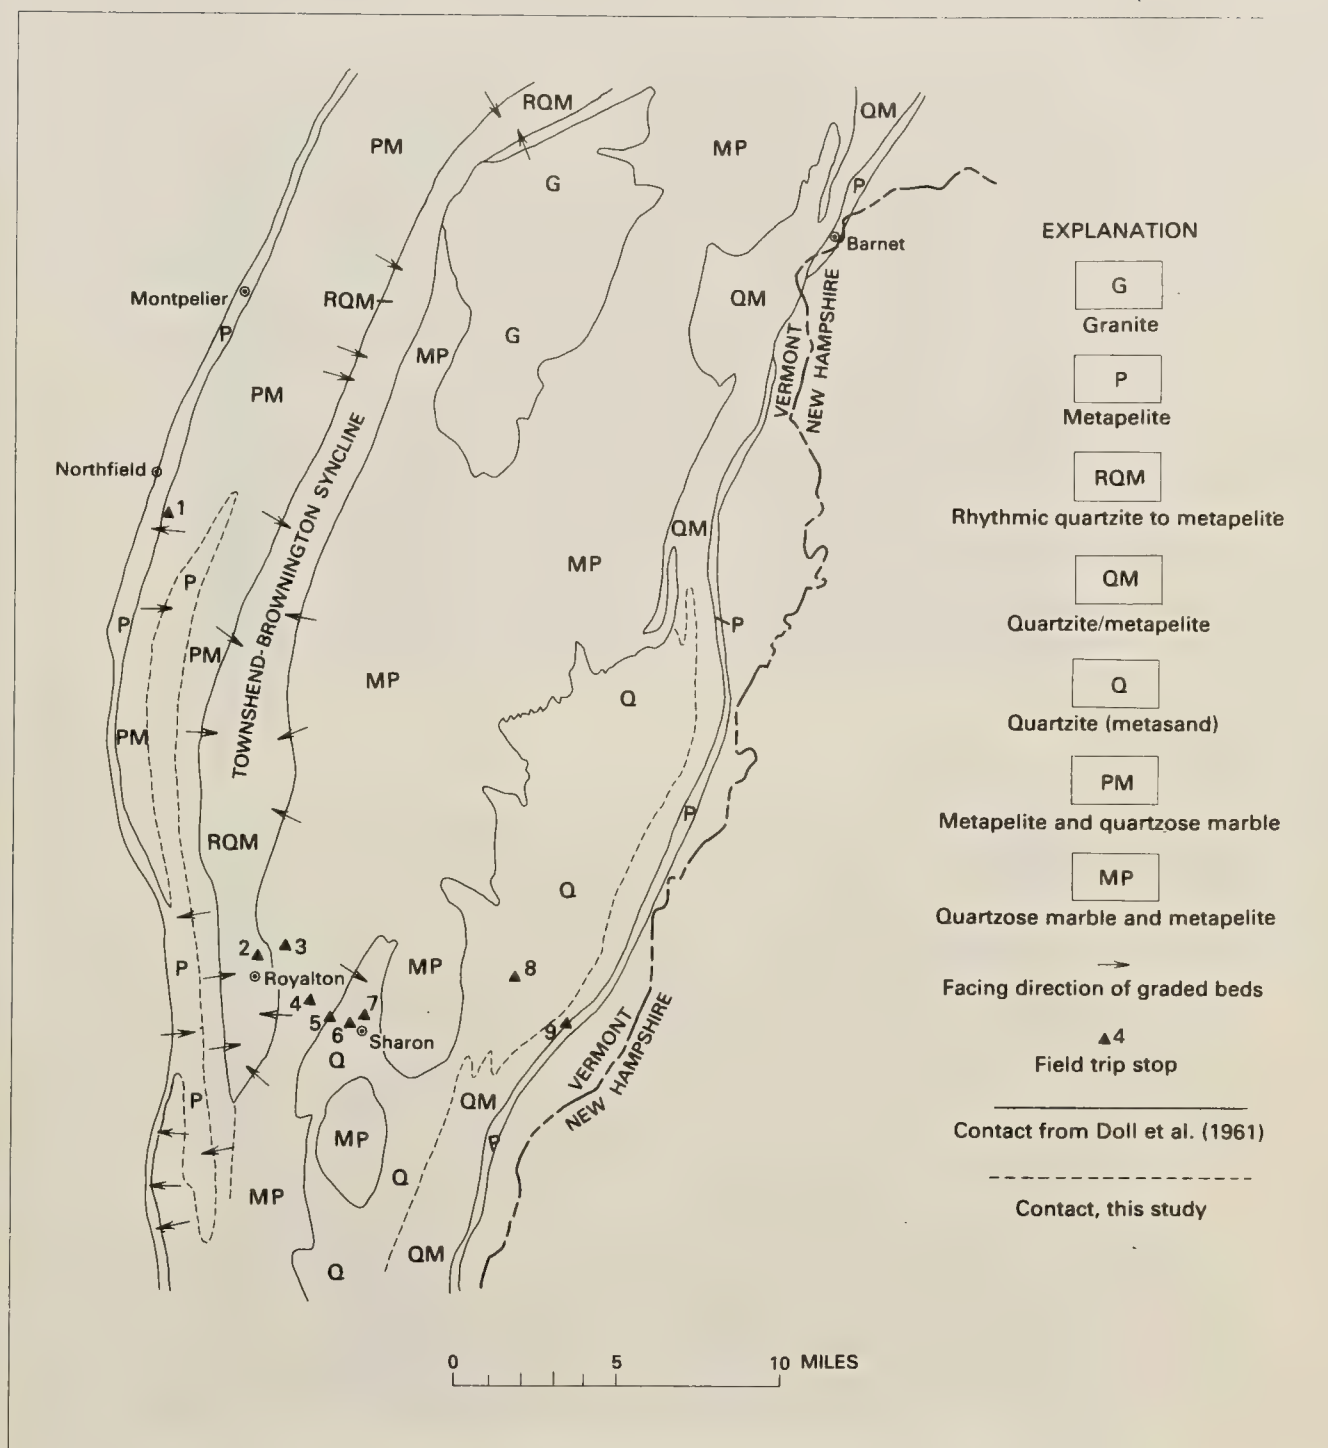 RQM
QM
PM
MP
P
G
Barnet
EXPLANATION
G
Granite
P
Metapelite
RQM
Rhythmic quartzite to metapelite
QM
Quartzite/metapelite
Q
Quartzite (metasand)
PM
Metapelite and quartzose marble
MP
Quartzose marble and metapelite
Facing direction of graded beds
4
Field trip stop
Contact from Doll et al. (1961)
Contact, this study
Montpelier
RQM
QM
P
G
MP
VERMONT
NEW HAMPSHIRE
PM
Northfield
TOWNSHEND-BROWNINGTON SYNCLINE
1
QM
MP
P
P
P
PM
MP
Q
PM
P
RQM
Q
2
3
P
Royalton
MP
8
4
7
5
6
9
Sharon
Q
VERMONT
NEW HAMPSHIRE
P
QM
MP
P
Q
MP
QM
Q
0 5 10 MILES